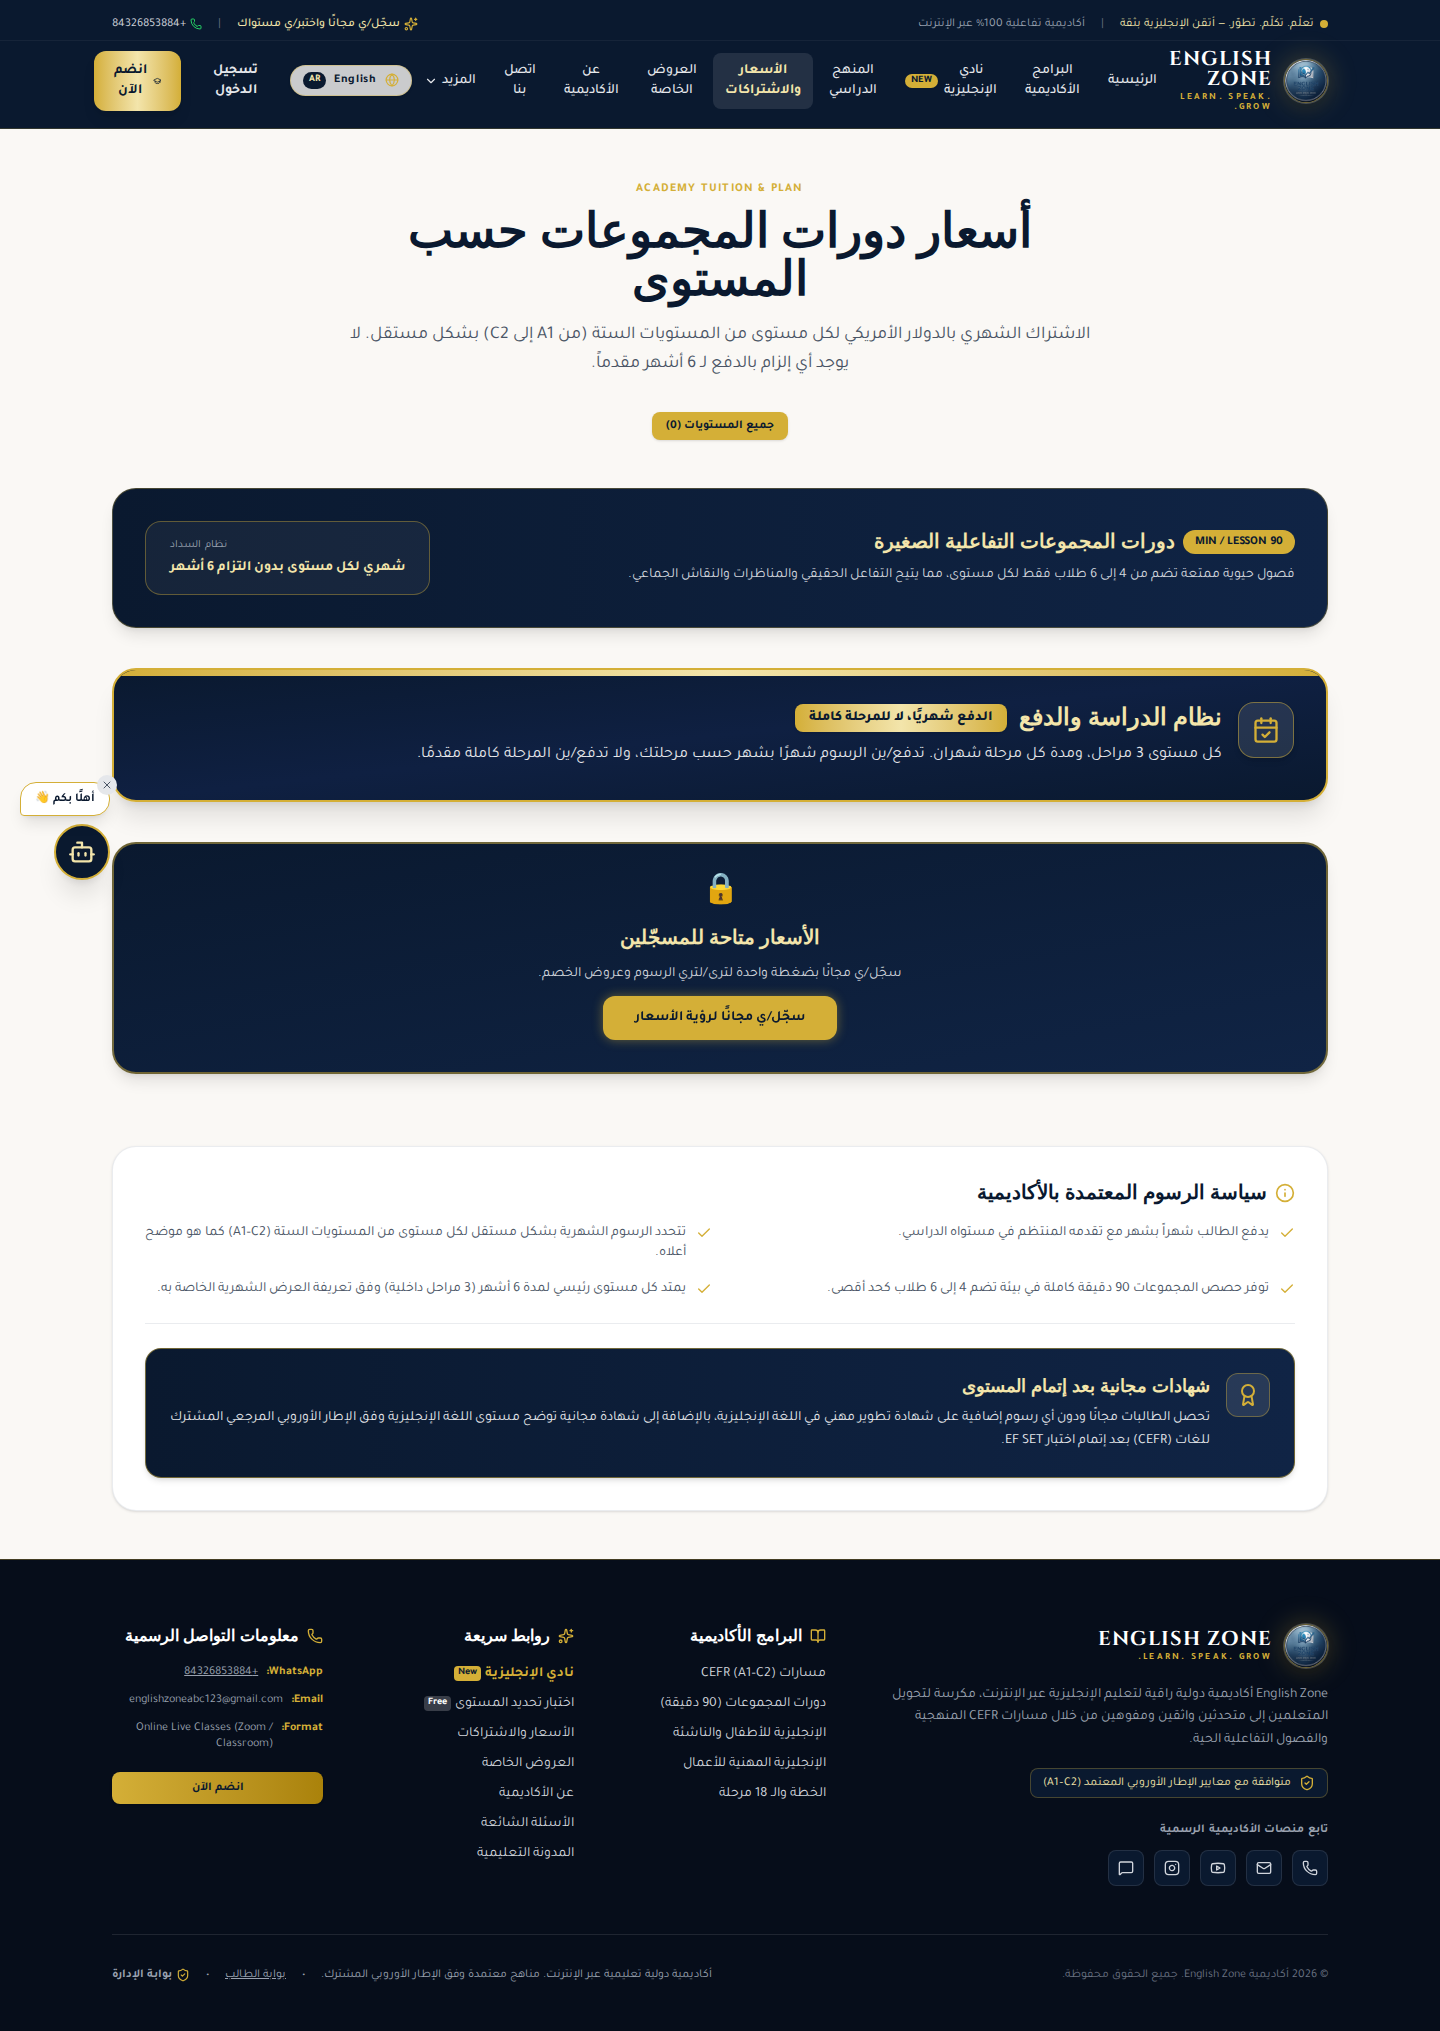 تعلّم. تكلّم. تطوّر. — أتقن الإنجليزية بثقة | أكاديمية تفاعلية 100% عبر الإنترنت
سجّل/ي مجانًا واختبر/ي مستواك | +84326853884
ENGLISH
ZONE
LEARN. SPEAK.
GROW.
الرئيسية
البرامج
الأكاديمية
نادي
الإنجليزية
NEW
المنهج
الدراسي
الأسعار
والاشتراكات
العروض
الخاصة
عن
الأكاديمية
اتصل
بنا
المزيد
English AR
تسجيل
الدخول
انضم
الآن
ACADEMY TUITION & PLAN
أسعار دورات المجموعات حسب
المستوى
الاشتراك الشهري بالدولار الأمريكي لكل مستوى من المستويات الستة (من A1 إلى C2) بشكل مستقل. لا
يوجد أي إلزام بالدفع لـ 6 أشهر مقدماً.
جميع المستويات (0)
90 MIN / LESSON
دورات المجموعات التفاعلية الصغيرة
فصول حيوية ممتعة تضم من 4 إلى 6 طلاب فقط لكل مستوى، مما يتيح التفاعل الحقيقي والمناظرات والنقاش الجماعي.
نظام السداد
شهري لكل مستوى بدون التزام 6 أشهر
نظام الدراسة والدفع
الدفع شهريًا، لا للمرحلة كاملة
كل مستوى 3 مراحل، ومدة كل مرحلة شهران. تدفع/ين الرسوم شهرًا بشهر حسب مرحلتك، ولا تدفع/ين المرحلة كاملة مقدمًا.
أهلًا بكم 👋
🔒
الأسعار متاحة للمسجّلين
سجّل/ي مجانًا بضغطة واحدة لترى/لتري الرسوم وعروض الخصم.
سجّل/ي مجانًا لرؤية الأسعار
سياسة الرسوم المعتمدة بالأكاديمية
يدفع الطالب شهراً بشهر مع تقدمه المنتظم في مستواه الدراسي.
تتحدد الرسوم الشهرية بشكل مستقل لكل مستوى من المستويات الستة (A1-C2) كما هو موضح
أعلاه.
توفر حصص المجموعات 90 دقيقة كاملة في بيئة تضم 4 إلى 6 طلاب كحد أقصى.
يمتد كل مستوى رئيسي لمدة 6 أشهر (3 مراحل داخلية) وفق تعريفة العرض الشهرية الخاصة به.
شهادات مجانية بعد إتمام المستوى
تحصل الطالبات مجانًا ودون أي رسوم إضافية على شهادة تطوير مهني في اللغة الإنجليزية، بالإضافة إلى شهادة مجانية توضح مستوى اللغة الإنجليزية وفق الإطار الأوروبي المرجعي المشترك
للغات (CEFR) بعد إتمام اختبار EF SET.
ENGLISH ZONE
LEARN. SPEAK. GROW.
English Zone أكاديمية دولية راقية لتعليم الإنجليزية عبر الإنترنت، مكرسة لتحويل
المتعلمين إلى متحدثين واثقين ومفوهين من خلال مسارات CEFR المنهجية
والفصول التفاعلية الحية.
متوافقة مع معايير الإطار الأوروبي المعتمد (A1-C2)
تابع منصات الأكاديمية الرسمية
البرامج الأكاديمية
مسارات CEFR (A1-C2)
دورات المجموعات (90 دقيقة)
الإنجليزية للأطفال والناشئة
الإنجليزية المهنية للأعمال
الخطة والـ 18 مرحلة
روابط سريعة
نادي الإنجليزية New
اختبار تحديد المستوى Free
الأسعار والاشتراكات
العروض الخاصة
عن الأكاديمية
الأسئلة الشائعة
المدونة التعليمية
معلومات التواصل الرسمية
WhatsApp: +84326853884
Email: englishzoneabc123@gmail.com
Format: Online Live Classes (Zoom /
Classroom)
انضم الآن
© 2026 أكاديمية English Zone. جميع الحقوق محفوظة.
أكاديمية دولية تعليمية عبر الإنترنت. مناهج معتمدة وفق الإطار الأوروبي المشترك. • بوابة الطالب • بوابة الإدارة